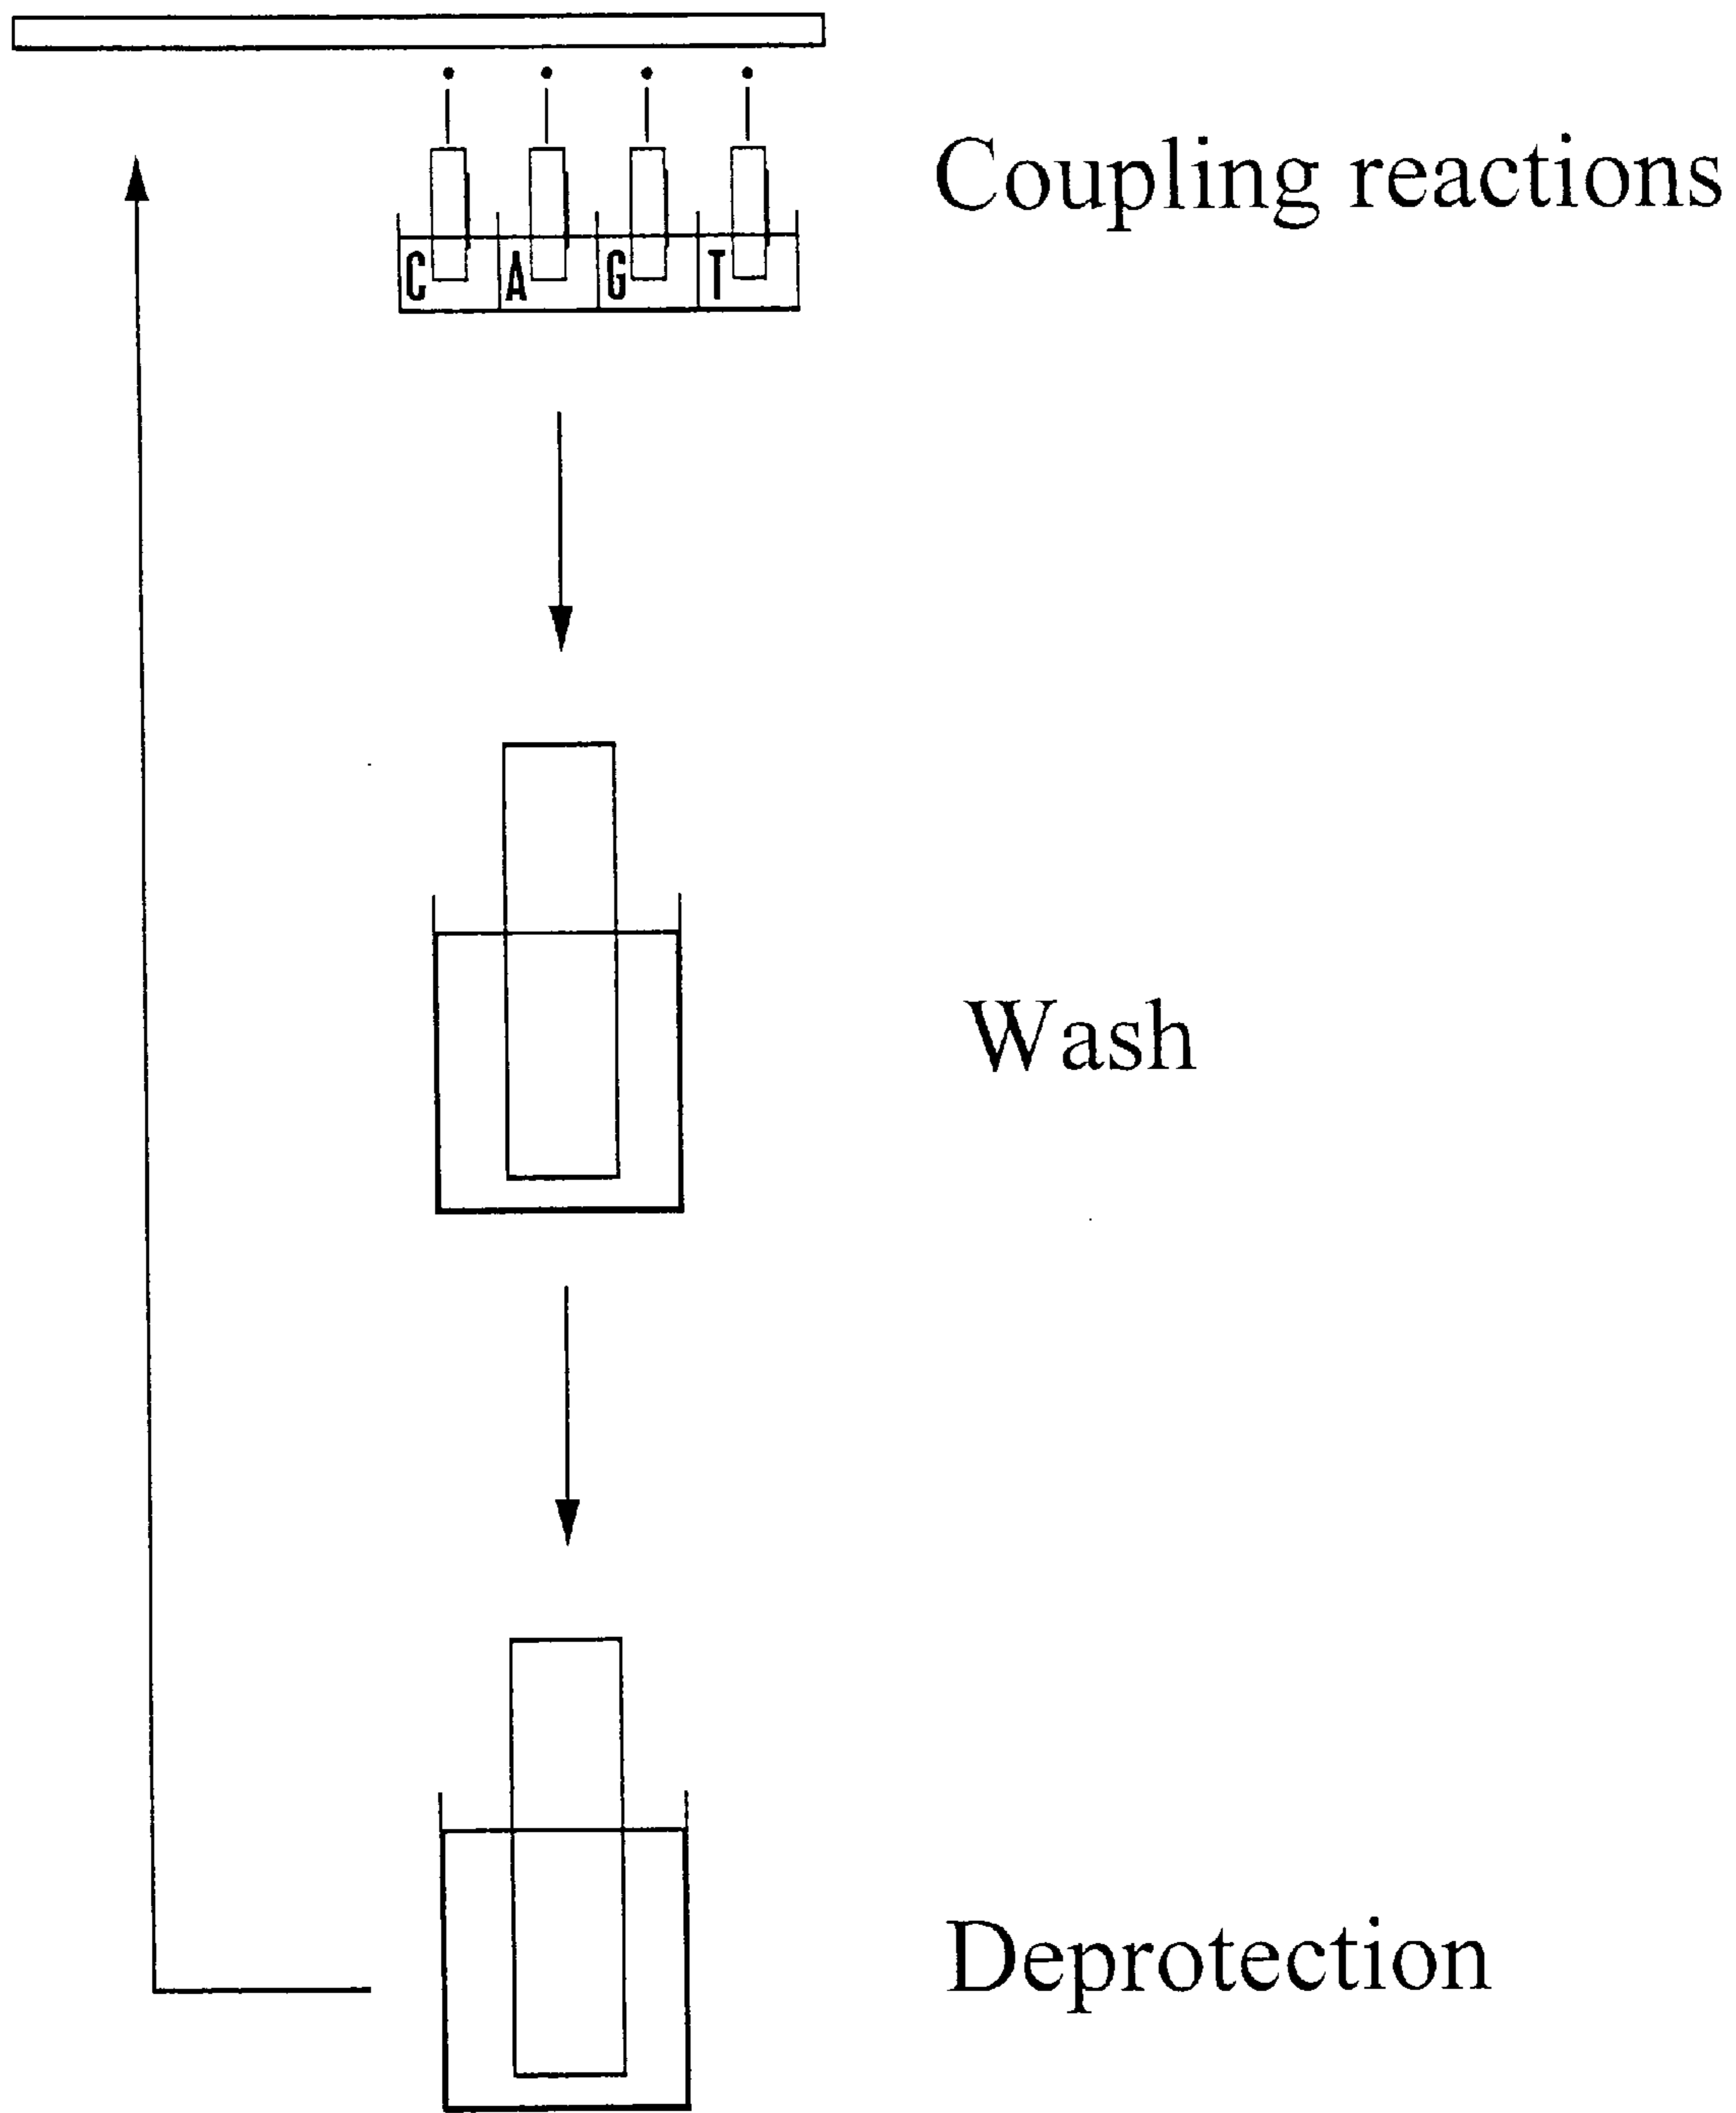 Coupling reactions
C A G T
Wash
Deprotection